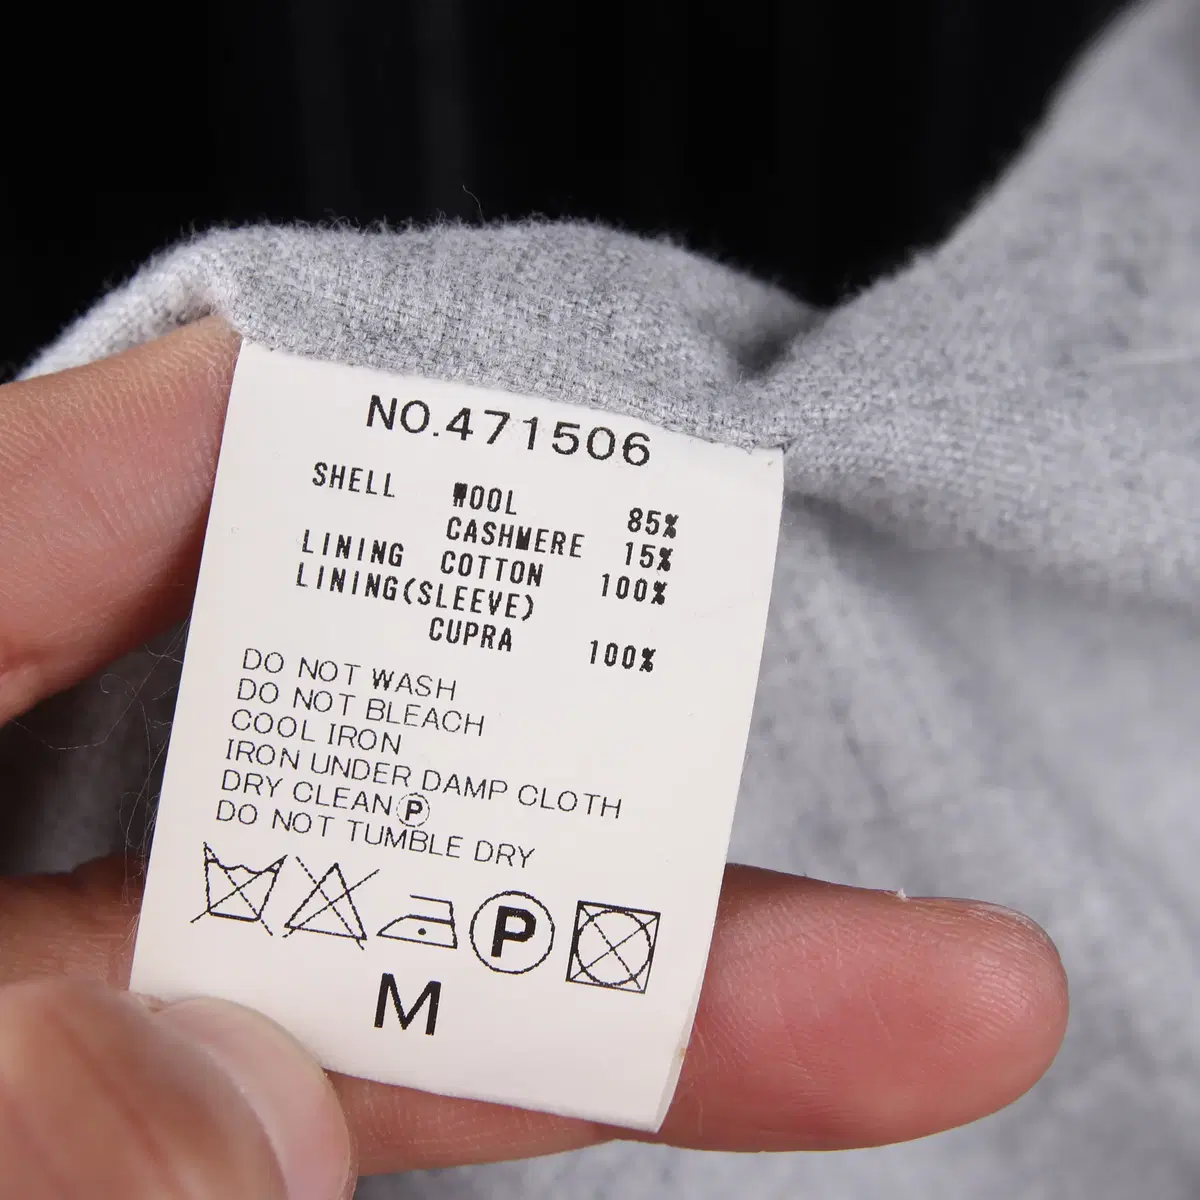 NO.471506
SHELL WOOL 85%
CASHMERE 15%
LINING COTTON 100%
LINING(SLEEVE)
CUPRA 100%
DO NOT WASH
DO NOT BLEACH
COOL IRON
IRON UNDER DAMP CLOTH
DRY CLEAN Ⓟ
DO NOT TUMBLE DRY
P
M